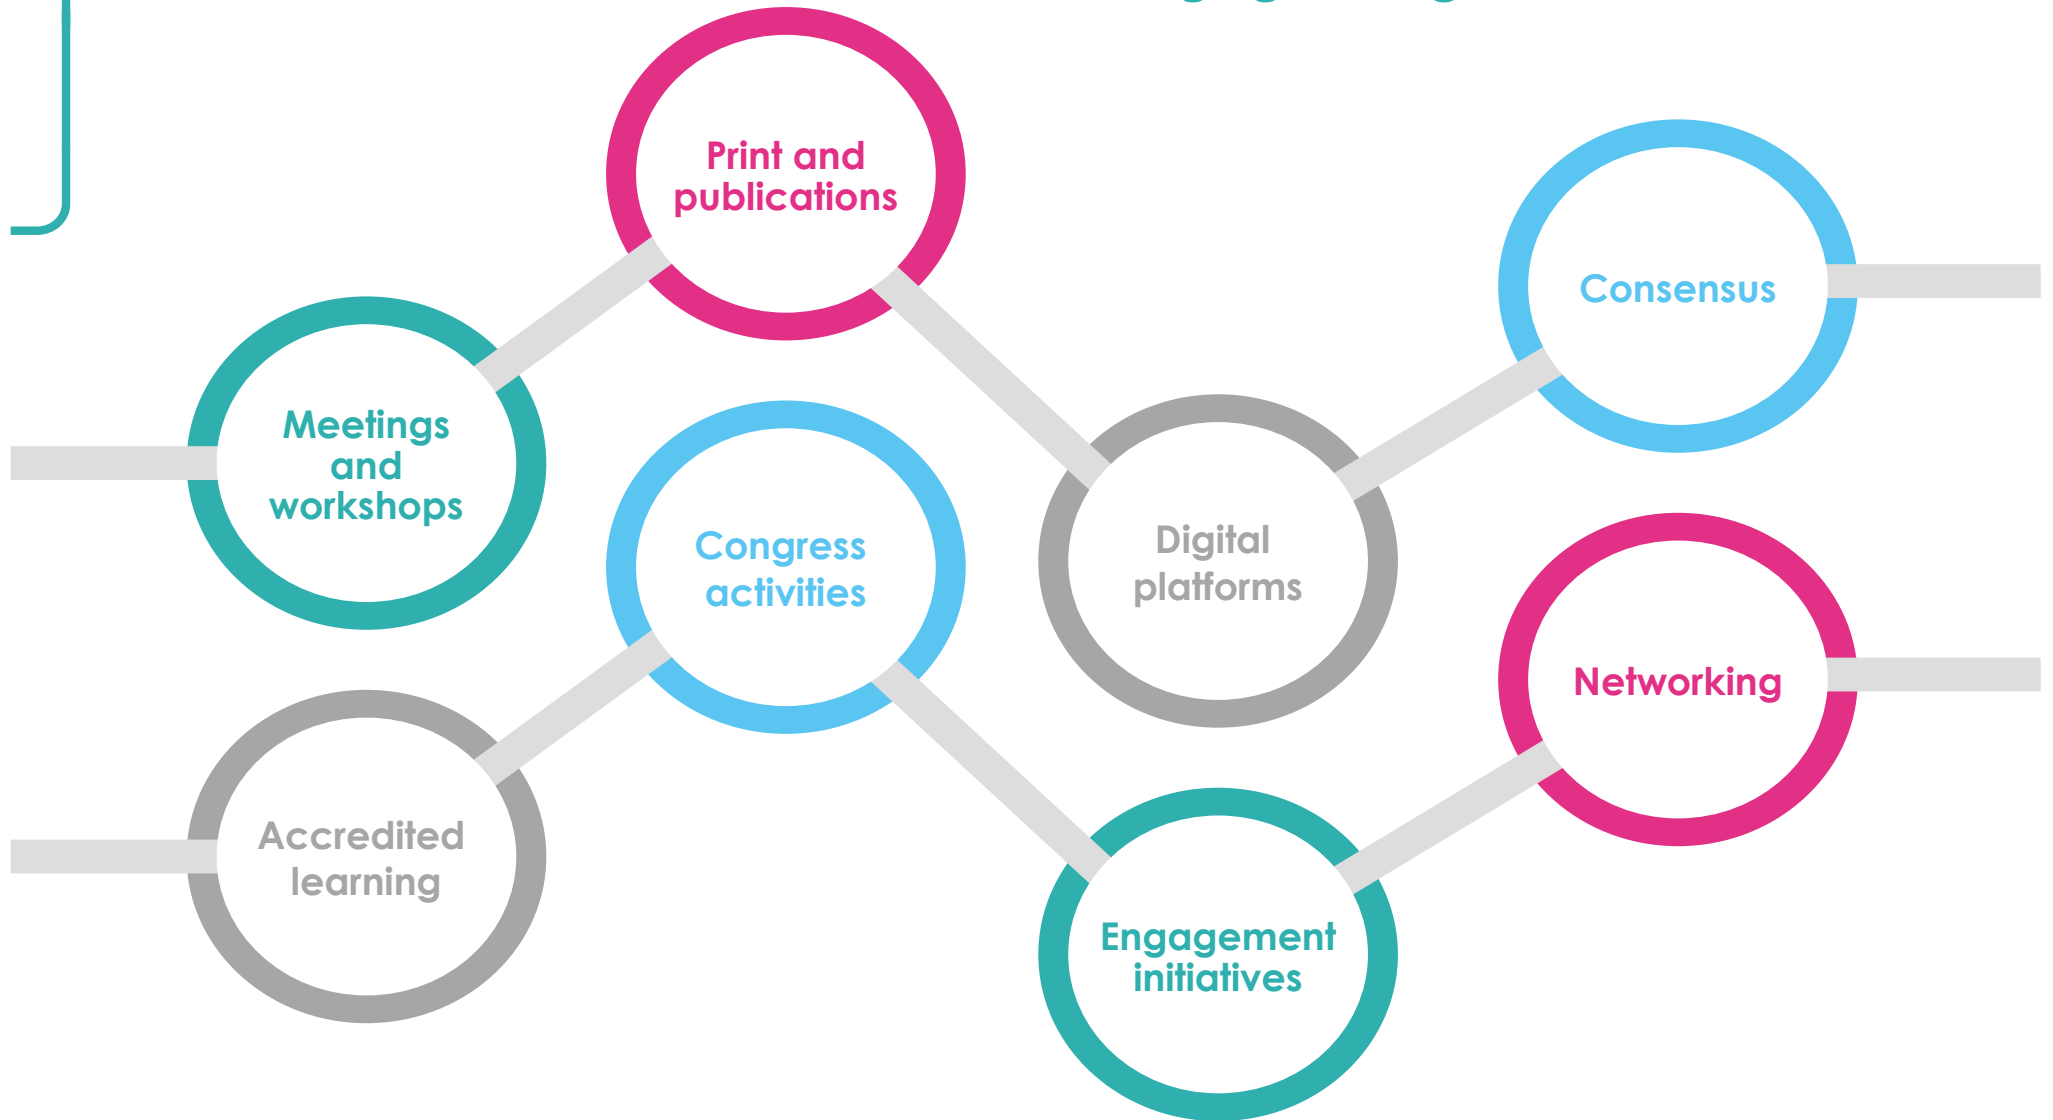 Print and
publications
Consensus
Meetings
and
workshops
Congress
activities
Digital
platforms
Networking
Accredited
learning
Engagement
initiatives